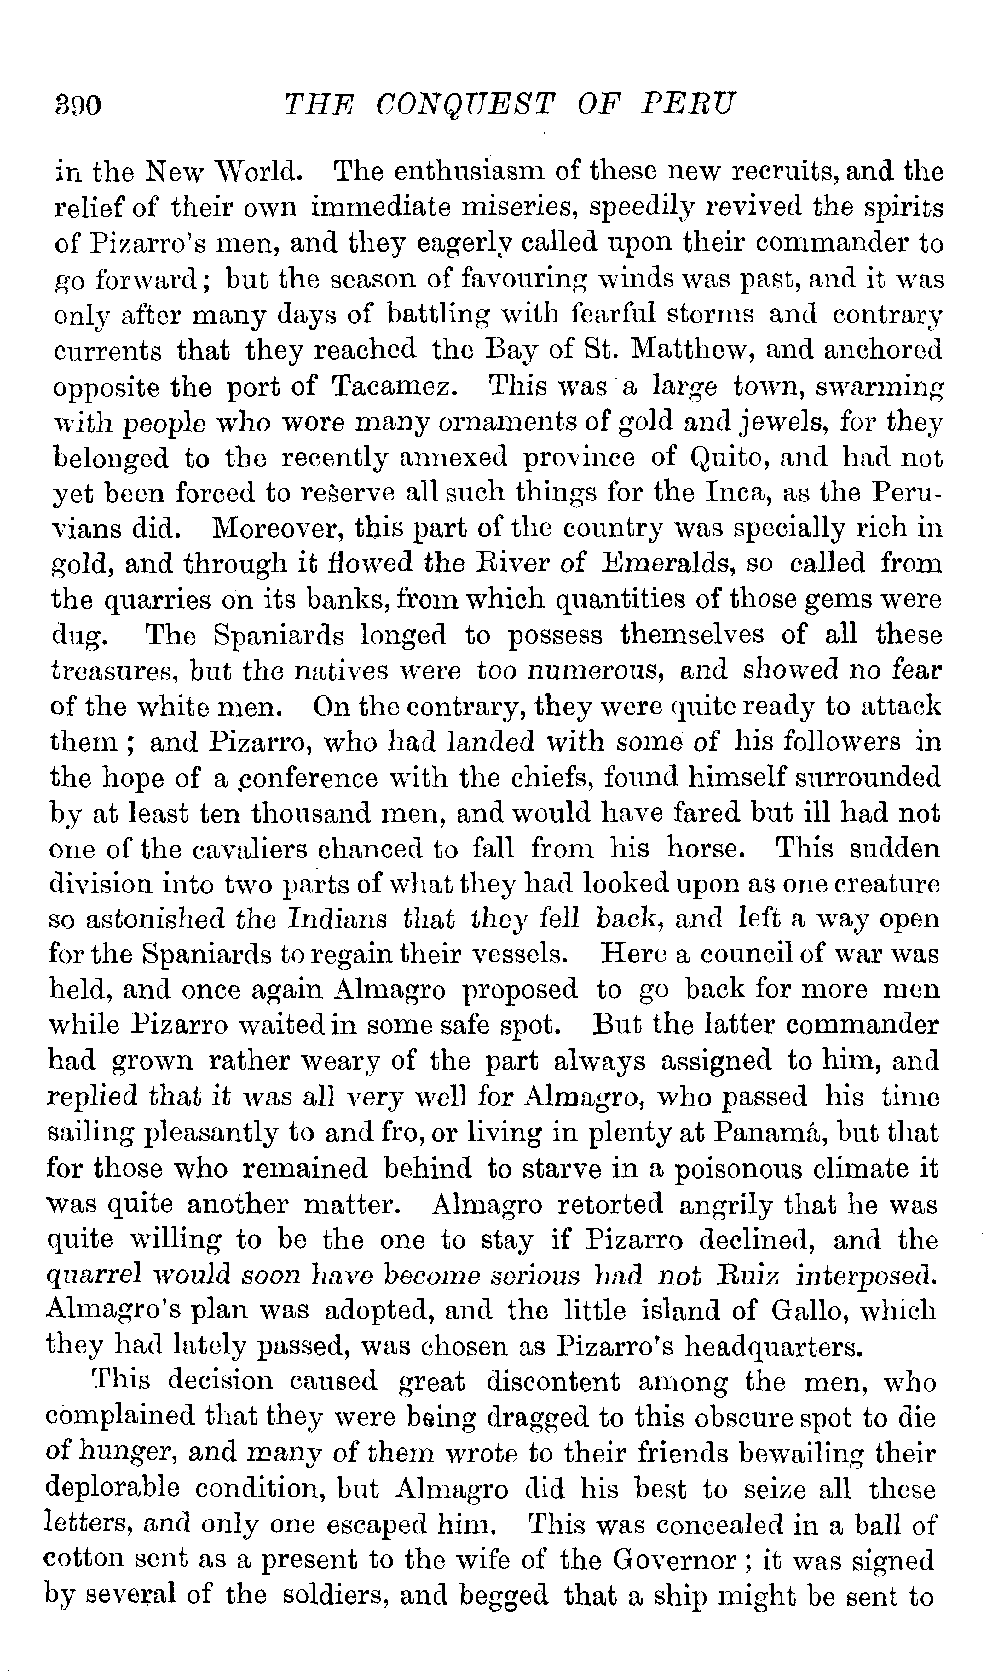 390 THE CONQUEST OF PERU
in the New World. The enthusiasm of these new recruits, and the
relief of their own immediate miseries, speedily revived the spirits
of Pizarro's men, and they eagerly called upon their commander to
go forward; but the season of favouring winds was past, and it was
only after many days of battling with fearful storms and contrary
currents that they reached the Bay of St. Matthew, and anchored
opposite the port of Tacamez. This was a large town, swarming
with people who wore many ornaments of gold and jewels, for they
belonged to the recently annexed province of Quito, and had not
yet been forced to reserve all such things for the Inca, as the Peru-
vians did. Moreover, this part of the country was specially rich in
gold, and through it flowed the River of Emeralds, so called from
the quarries on its banks, from which quantities of those gems were
dug. The Spaniards longed to possess themselves of all these
treasures, but the natives were too numerous, and showed no fear
of the white men. On the contrary, they were quite ready to attack
them; and Pizarro, who had landed with some of his followers in
the hope of a conference with the chiefs, found himself surrounded
by at least ten thousand men, and would have fared but ill had not
one of the cavaliers chanced to fall from his horse. This sudden
division into two parts of what they had looked upon as one creature
so astonished the Indians that they fell back, and left a way open
for the Spaniards to regain their vessels. Here a council of war was
held, and once again Almagro proposed to go back for more men
while Pizarro waited in some safe spot. But the latter commander
had grown rather weary of the part always assigned to him, and
replied that it was all very well for Almagro, who passed his time
sailing pleasantly to and fro, or living in plenty at Panamá, but that
for those who remained behind to starve in a poisonous climate it
was quite another matter. Almagro retorted angrily that he was
quite willing to be the one to stay if Pizarro declined, and the
quarrel would soon have become serious had not Ruiz interposed.
Almagro's plan was adopted, and the little island of Gallo, which
they had lately passed, was chosen as Pizarro's headquarters.
This decision caused great discontent among the men, who
complained that they were being dragged to this obscure spot to die
of hunger, and many of them wrote to their friends bewailing their
deplorable condition, but Almagro did his best to seize all these
letters, and only one escaped him. This was concealed in a ball of
cotton sent as a present to the wife of the Governor; it was signed
by several of the soldiers, and begged that a ship might be sent to